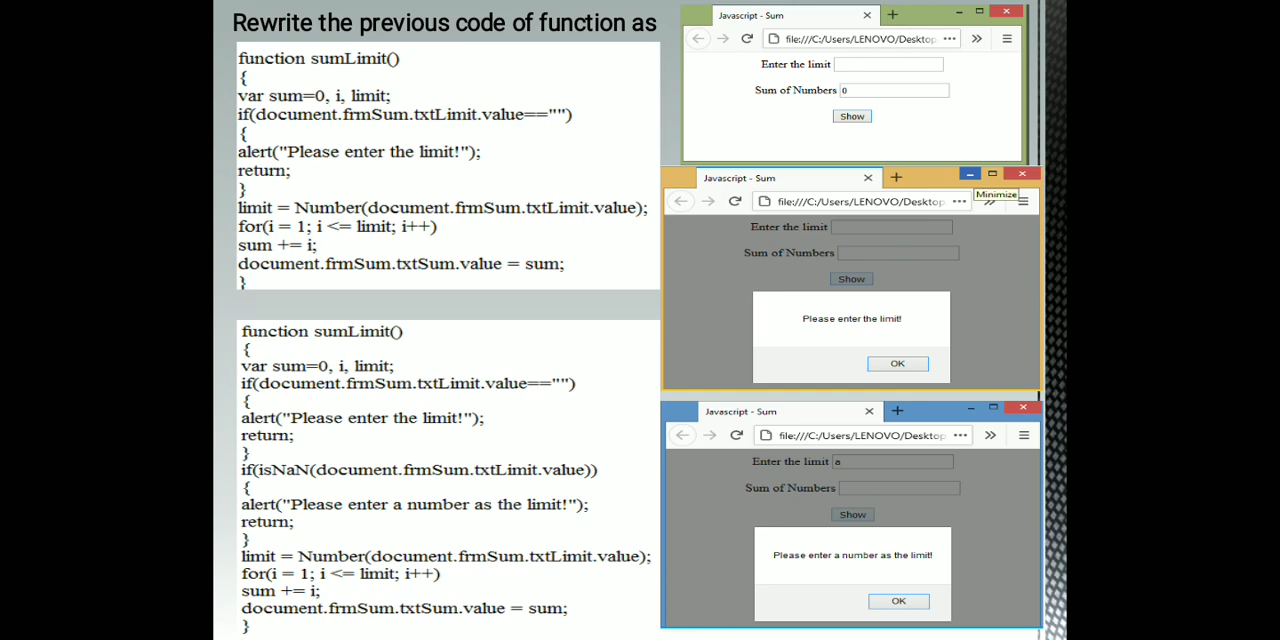 Rewrite the previous code of function as
function sumLimit()
{
var sum=0, i, limit;
if(document.frmSum.txtLimit.value=="")
{
alert("Please enter the limit!");
return;
}
limit = Number(document.frmSum.txtLimit.value);
for(i = 1; i <= limit; i++)
sum += i;
document.frmSum.txtSum.value = sum;
}
function sumLimit()
{
var sum=0, i, limit;
if(document.frmSum.txtLimit.value=="")
{
alert("Please enter the limit!");
return;
}
if(isNaN(document.frmSum.txtLimit.value))
{
alert("Please enter a number as the limit!");
return;
}
limit = Number(document.frmSum.txtLimit.value);
for(i = 1; i <= limit; i++)
sum += i;
document.frmSum.txtSum.value = sum;
}
Javascript - Sum
file:///C:/Users/LENOVO/Desktop
Enter the limit
Sum of Numbers 0
Show
Javascript - Sum
Minimize
file:///C:/Users/LENOVO/Desktop
Enter the limit
Sum of Numbers
Show
Please enter the limit!
OK
Javascript - Sum
file:///C:/Users/LENOVO/Desktop
Enter the limit a
Sum of Numbers
Show
Please enter a number as the limit!
OK